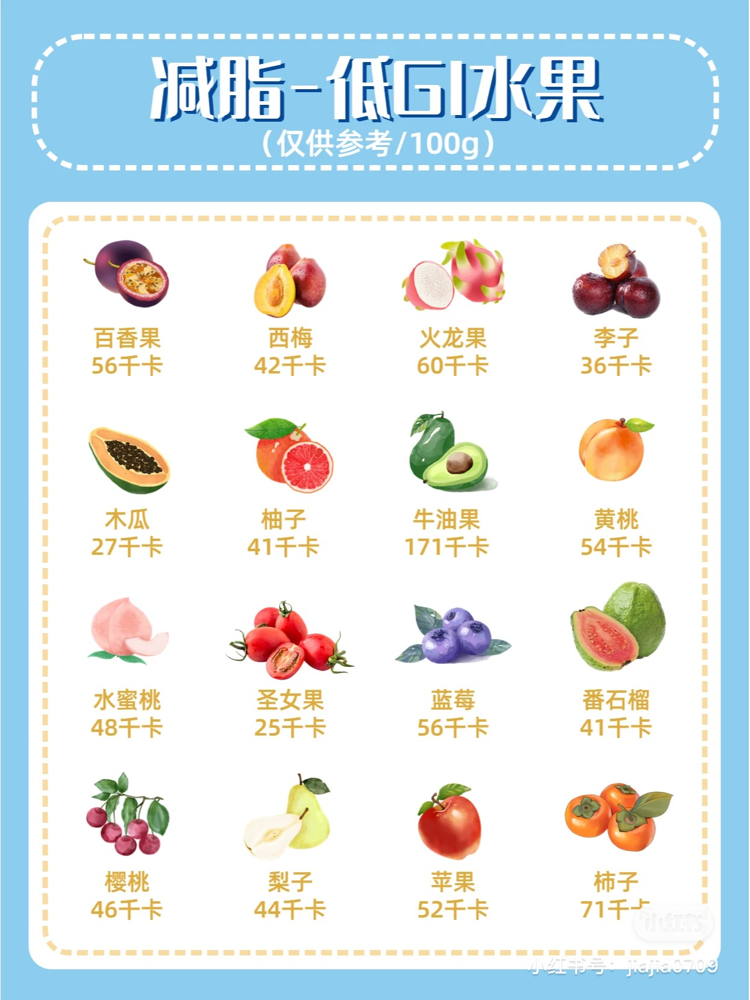 减脂-低GI水果
（仅供参考/100g）
百香果 西梅 火龙果 李子
56千卡 42千卡 60千卡 36千卡
木瓜 柚子 牛油果 黄桃
27千卡 41千卡 171千卡 54千卡
水蜜桃 圣女果 蓝莓 番石榴
48千卡 25千卡 56千卡 41千卡
樱桃 梨子 苹果 柿子
46千卡 44千卡 52千卡 71千卡
小红书
小红书号：jiajia0709